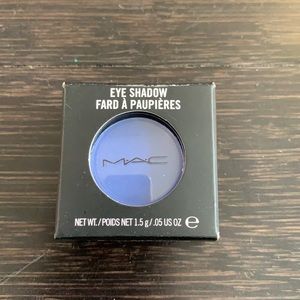 EYE SHADOW
FARD À PAUPIÈRES
MAC
NET WT./POIDS NET 1.5 g/.05 US OZ ℮